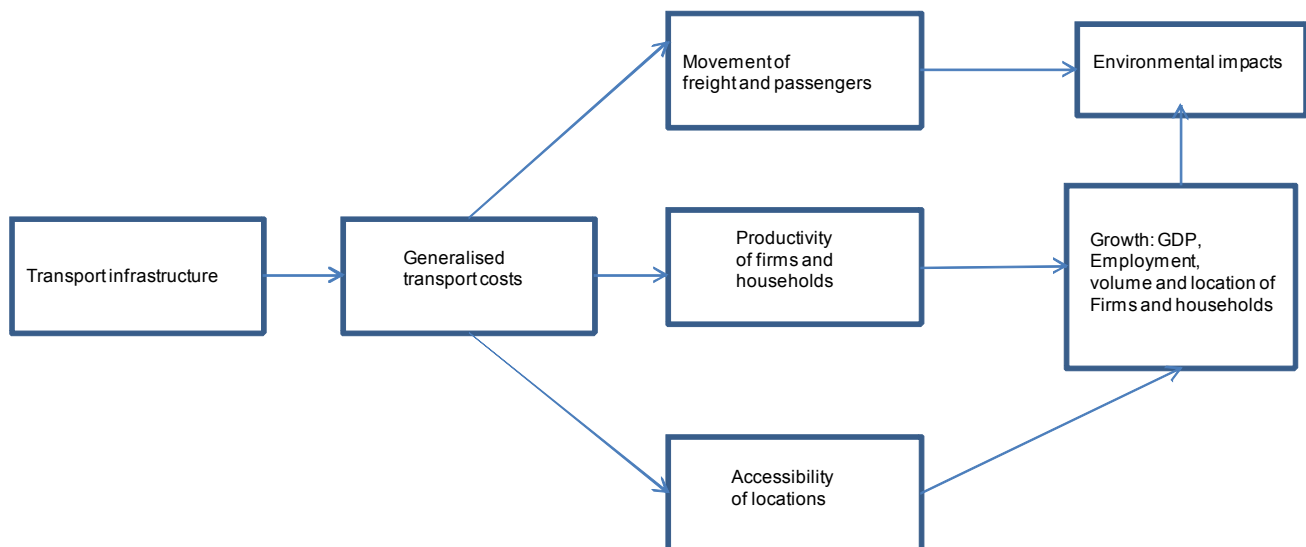 Movement of
freight and passengers
Environmental impacts
Transport infrastructure
Generalised
transport costs
Productivity
of firms and
households
Growth: GDP,
Employment,
volume and location of
Firms and households
Accessibility
of locations